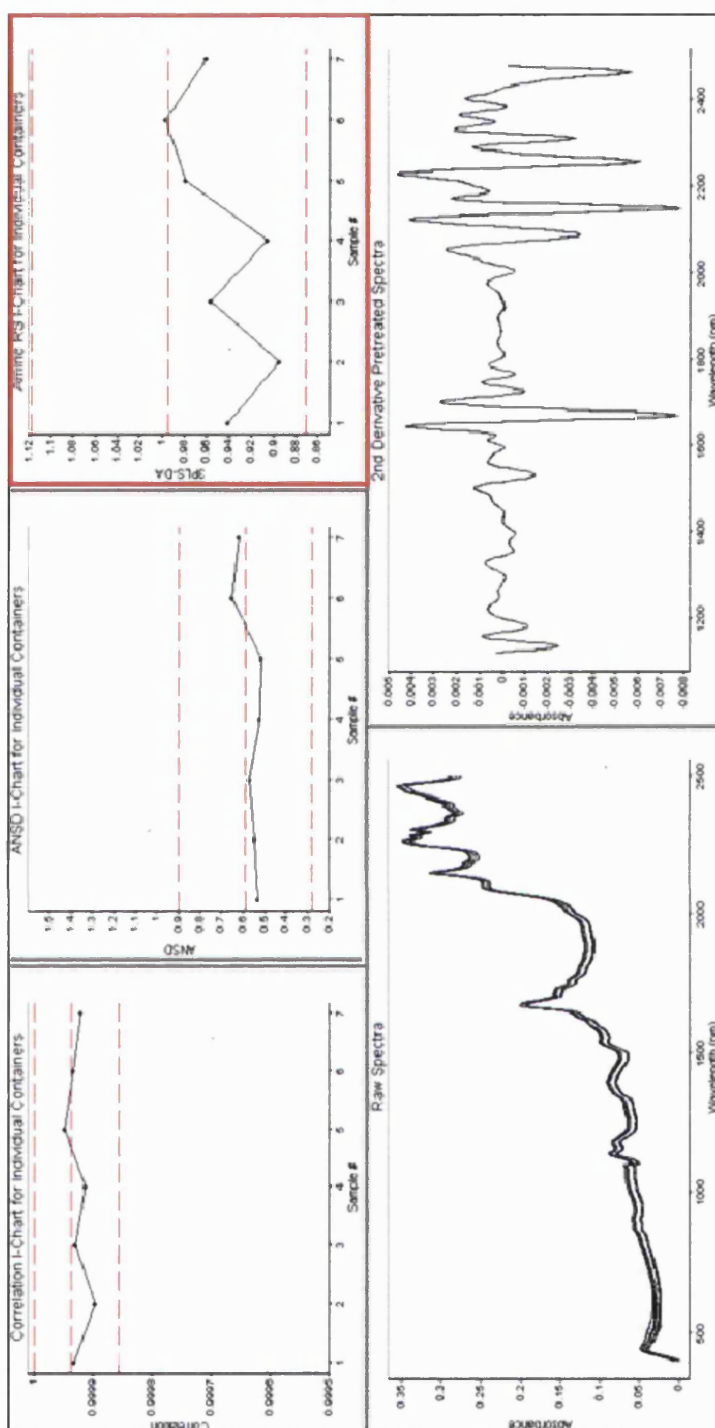 Correlation I-Chart for Individual Containers
Correlation
1
0.9999
0.9998
0.9997
0.9996
0.9995
1 2 3 4 5 6 7
Sample #
ANSD I-Chart for Individual Containers
ANSD
1.5
1.4
1.3
1.2
1.1
1
0.9
0.8
0.7
0.6
0.5
0.4
0.3
0.2
1 2 3 4 5 6 7
Sample #
Amine RS I-Chart for Individual Containers
3PLS-DA
1.12
1.1
1.08
1.06
1.04
1.02
1
0.98
0.96
0.94
0.92
0.9
0.88
0.86
1 2 3 4 5 6 7
Sample #
Raw Spectra
Absorbance
0.35
0.3
0.25
0.2
0.15
0.1
0.05
0
500 1000 1500 2000 2500
Wavelength (nm)
2nd Derivative Pretreated Spectra
Absorbance
0.005
0.004
0.003
0.002
0.001
0
-0.001
-0.002
-0.003
-0.004
-0.005
-0.006
-0.007
-0.008
1200 1400 1600 1800 2000 2200 2400
Wavelength (nm)